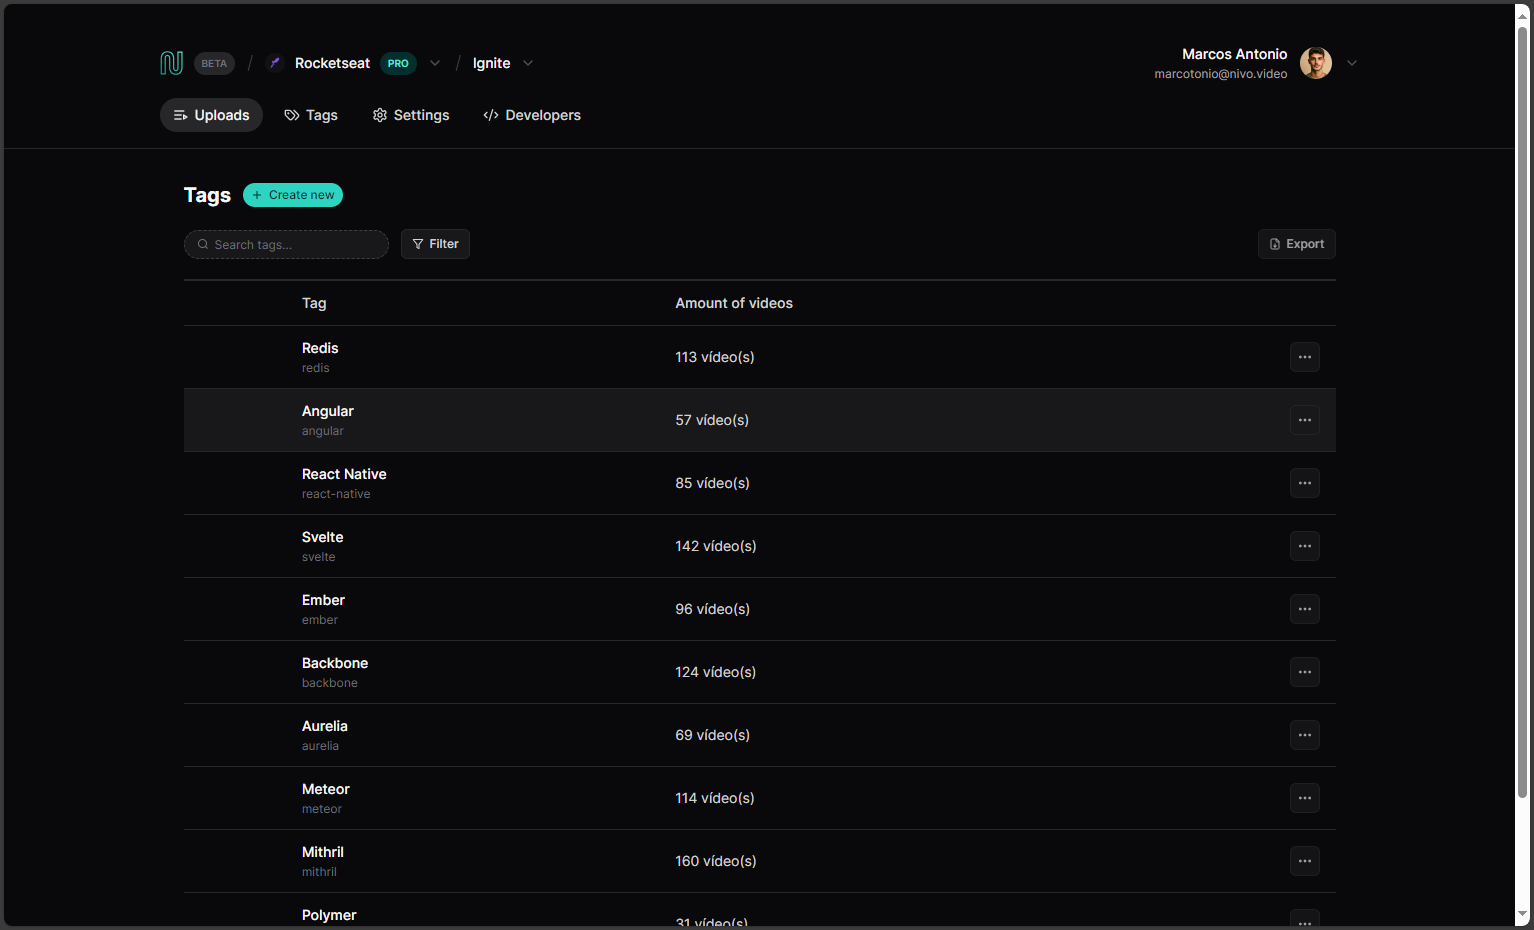 BETA / Rocketseat PRO / Ignite
Marcos Antonio
marcotonio@nivo.video
Uploads Tags Settings Developers
Tags + Create new
Search tags... Filter Export
Tag Amount of videos
Redis
redis
113 vídeo(s)
Angular
angular
57 vídeo(s)
React Native
react-native
85 vídeo(s)
Svelte
svelte
142 vídeo(s)
Ember
ember
96 vídeo(s)
Backbone
backbone
124 vídeo(s)
Aurelia
aurelia
69 vídeo(s)
Meteor
meteor
114 vídeo(s)
Mithril
mithril
160 vídeo(s)
Polymer
31 vídeo(s)